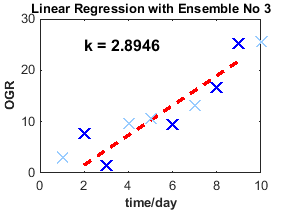 Linear Regression with Ensemble No 3
k = 2.8946
30
20
10
0
OGR
0 2 4 6 8 10
time/day